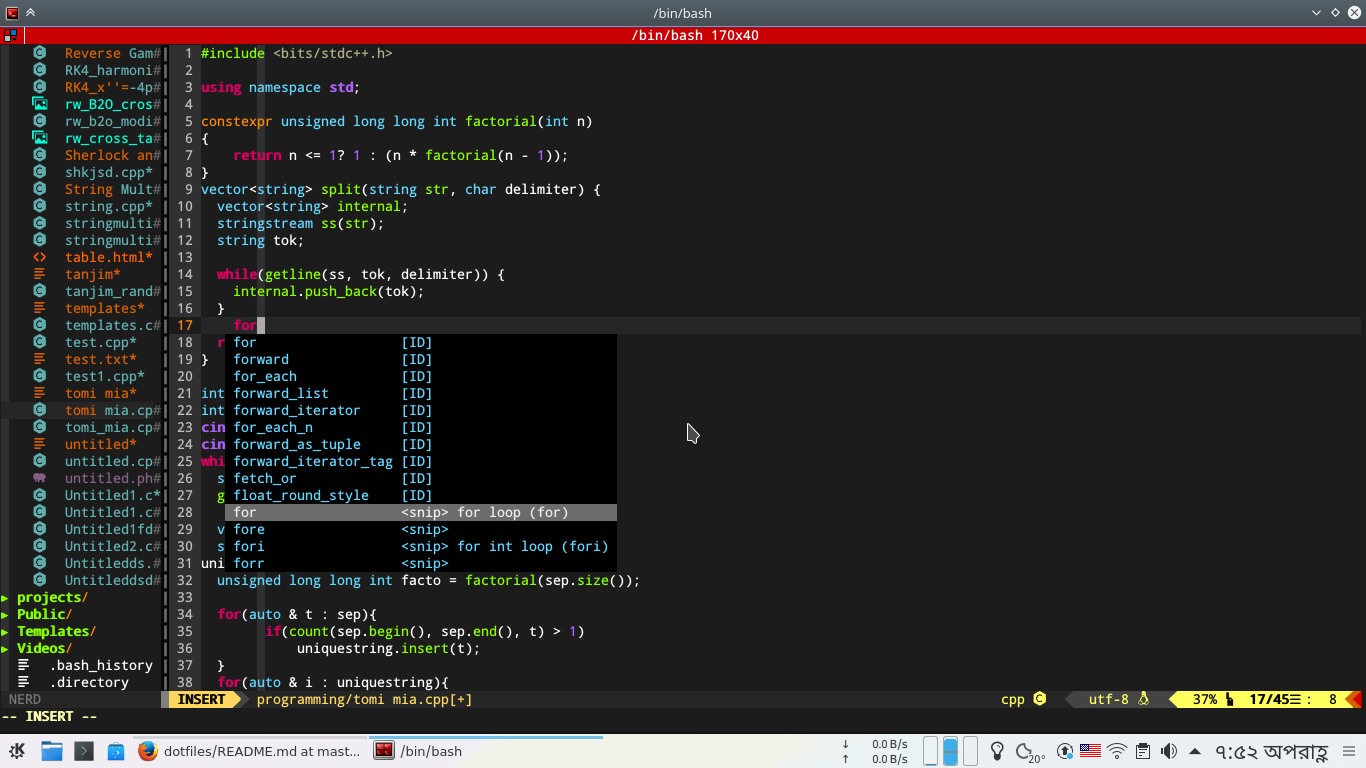 /bin/bash
/bin/bash 170x40
Reverse Gam# 1 #include <bits/stdc++.h>
RK4_harmoni# 2
RK4_x''=-4p# 3 using namespace std;
rw_B2O_cros# 4
rw_b2o_modi# 5 constexpr unsigned long long int factorial(int n)
rw_cross_ta# 6 {
Sherlock an# 7 return n <= 1? 1 : (n * factorial(n - 1));
shkjsd.cpp* 8 }
String Mult# 9 vector<string> split(string str, char delimiter) {
string.cpp* 10 vector<string> internal;
stringmulti# 11 stringstream ss(str);
stringmulti# 12 string tok;
table.html* 13
tanjim* 14 while(getline(ss, tok, delimiter)) {
tanjim_rand# 15 internal.push_back(tok);
templates* 16 }
templates.c# 17 for
test.cpp* 18 r for [ID]
test.txt* 19 } forward [ID]
test1.cpp* 20 for_each [ID]
tomi mia* 21 int forward_list [ID]
tomi mia.cp# 22 int forward_iterator [ID]
tomi_mia.cp# 23 cin for_each_n [ID]
untitled* 24 cin forward_as_tuple [ID]
untitled.cp# 25 whi forward_iterator_tag [ID]
untitled.ph# 26 s fetch_or [ID]
Untitled1.c* 27 g float_round_style [ID]
Untitled1.c# 28 for <snip> for loop (for)
Untitled1fd# 29 v fore <snip>
Untitled2.c# 30 s fori <snip> for int loop (fori)
Untitledds.# 31 uni forr <snip>
Untitleddsd# 32 unsigned long long int facto = factorial(sep.size());
projects/ 33
Public/ 34 for(auto & t : sep){
Templates/ 35 if(count(sep.begin(), sep.end(), t) > 1)
Videos/ 36 uniquestring.insert(t);
.bash_history 37 }
.directory 38 for(auto & i : uniquestring){
NERD INSERT programming/tomi mia.cpp[+] cpp utf-8 37% 17/45☰ : 8
-- INSERT --
dotfiles/README.md at mast... /bin/bash 0.0 B/s 20° ৭:৫২ অপরাহ্ণ
0.0 B/s